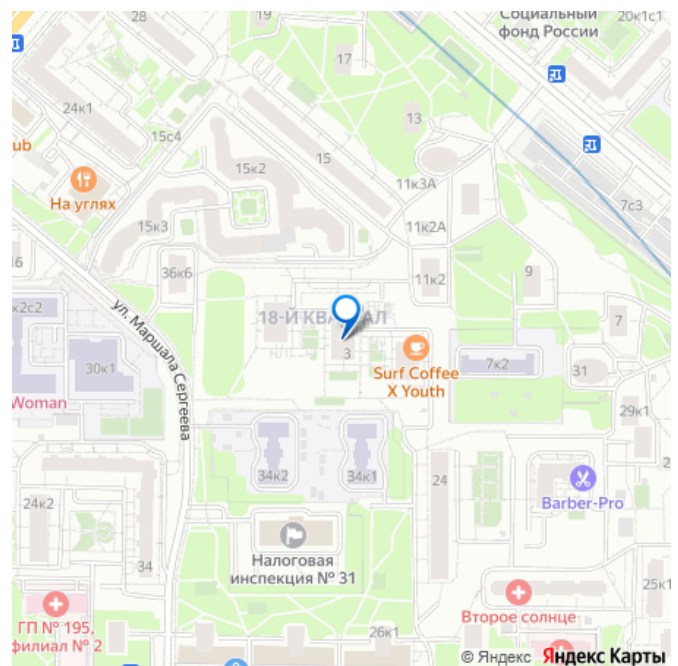 28
19
Социальный
фонд России
20к1с1
17
24к1
13
15с4
ub
15
15к2
11к3А
На углях
7с3
15к3
11к2А
16
36к6
11к2
9
18-Й КВАРТАЛ
к2с2
7
ул. Маршала Сергеева
3
Surf Coffee
X Youth
7к2
31
30к1
Woman
29к1
34к2
34к1
24
Barber-Pro
24к2
Налоговая
инспекция № 31
34
25к1
ГП № 195,
филиал № 2
Второе солнце
26к1
© Яндекс Яндекс Карты